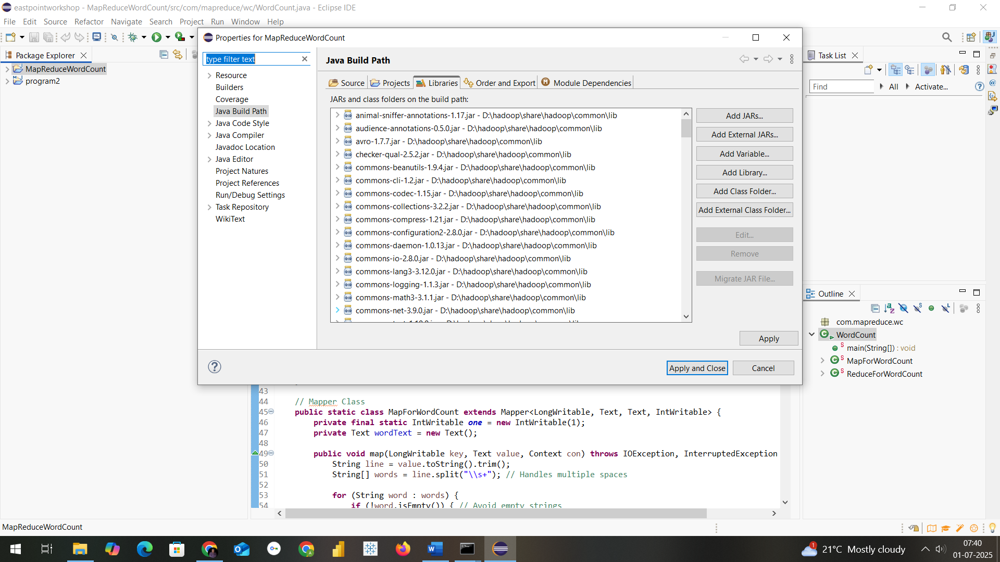 eastpointworkshop - MapReduceWordCount/src/com/mapreduce/wc/WordCount.java - Eclipse IDE
File Edit Source Refactor Navigate Search Project Run Window Help
Package Explorer
MapReduceWordCount
program2
Properties for MapReduceWordCount
type filter text
Resource
Builders
Coverage
Java Build Path
Java Code Style
Java Compiler
Javadoc Location
Java Editor
Project Natures
Project References
Run/Debug Settings
Task Repository
WikiText
Java Build Path
Source Projects Libraries Order and Export Module Dependencies
JARs and class folders on the build path:
animal-sniffer-annotations-1.17.jar - D:\hadoop\share\hadoop\common\lib
audience-annotations-0.5.0.jar - D:\hadoop\share\hadoop\common\lib
avro-1.7.7.jar - D:\hadoop\share\hadoop\common\lib
checker-qual-2.5.2.jar - D:\hadoop\share\hadoop\common\lib
commons-beanutils-1.9.4.jar - D:\hadoop\share\hadoop\common\lib
commons-cli-1.2.jar - D:\hadoop\share\hadoop\common\lib
commons-codec-1.15.jar - D:\hadoop\share\hadoop\common\lib
commons-collections-3.2.2.jar - D:\hadoop\share\hadoop\common\lib
commons-compress-1.21.jar - D:\hadoop\share\hadoop\common\lib
commons-configuration2-2.8.0.jar - D:\hadoop\share\hadoop\common\lib
commons-daemon-1.0.13.jar - D:\hadoop\share\hadoop\common\lib
commons-io-2.8.0.jar - D:\hadoop\share\hadoop\common\lib
commons-lang3-3.12.0.jar - D:\hadoop\share\hadoop\common\lib
commons-logging-1.1.3.jar - D:\hadoop\share\hadoop\common\lib
commons-math3-3.1.1.jar - D:\hadoop\share\hadoop\common\lib
commons-net-3.9.0.jar - D:\hadoop\share\hadoop\common\lib
Add JARs...
Add External JARs...
Add Variable...
Add Library...
Add Class Folder...
Add External Class Folder...
Edit...
Remove
Migrate JAR File...
Apply
Apply and Close Cancel
Task List
Find All Activate...
Outline
com.mapreduce.wc
WordCount
main(String[]) : void
MapForWordCount
ReduceForWordCount
43
44 // Mapper Class
45 public static class MapForWordCount extends Mapper<LongWritable, Text, Text, IntWritable> {
46 private final static IntWritable one = new IntWritable(1);
47 private Text wordText = new Text();
48
49 public void map(LongWritable key, Text value, Context con) throws IOException, InterruptedException
50 String line = value.toString().trim();
51 String[] words = line.split("\\s+"); // Handles multiple spaces
52
53 for (String word : words) {
54 if (!word.isEmpty()) { // Avoid empty strings
MapReduceWordCount
21°C Mostly cloudy
07:40
01-07-2025